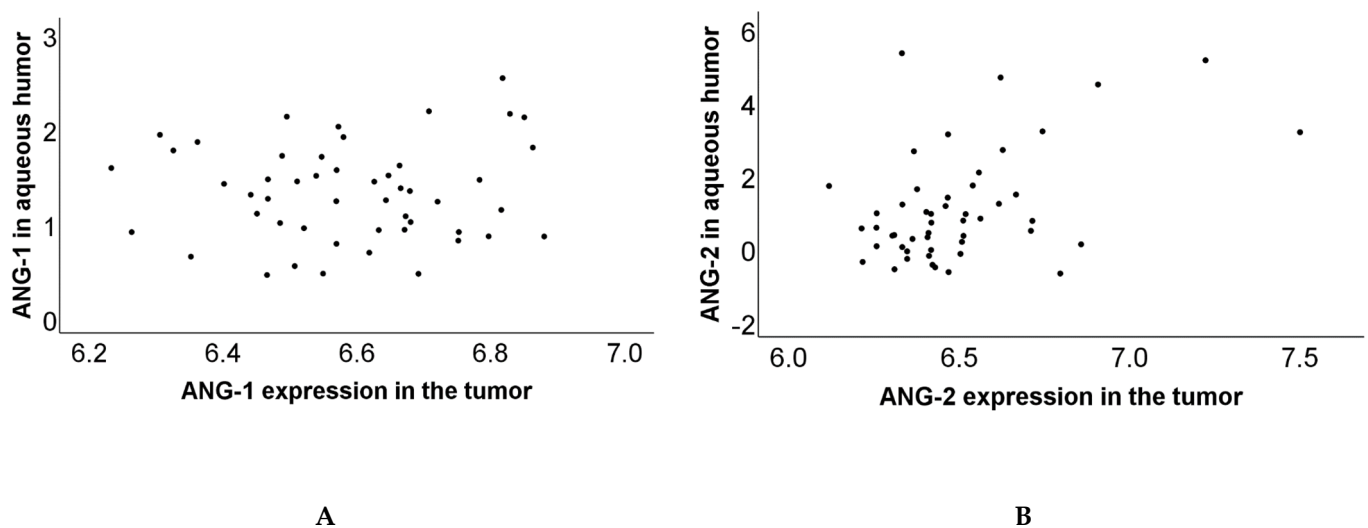 ANG-1 in aqueous humor
3
2
1
0
6.2 6.4 6.6 6.8 7.0
ANG-1 expression in the tumor
A
ANG-2 in aqueous humor
6
4
2
0
-2
6.0 6.5 7.0 7.5
ANG-2 expression in the tumor
B